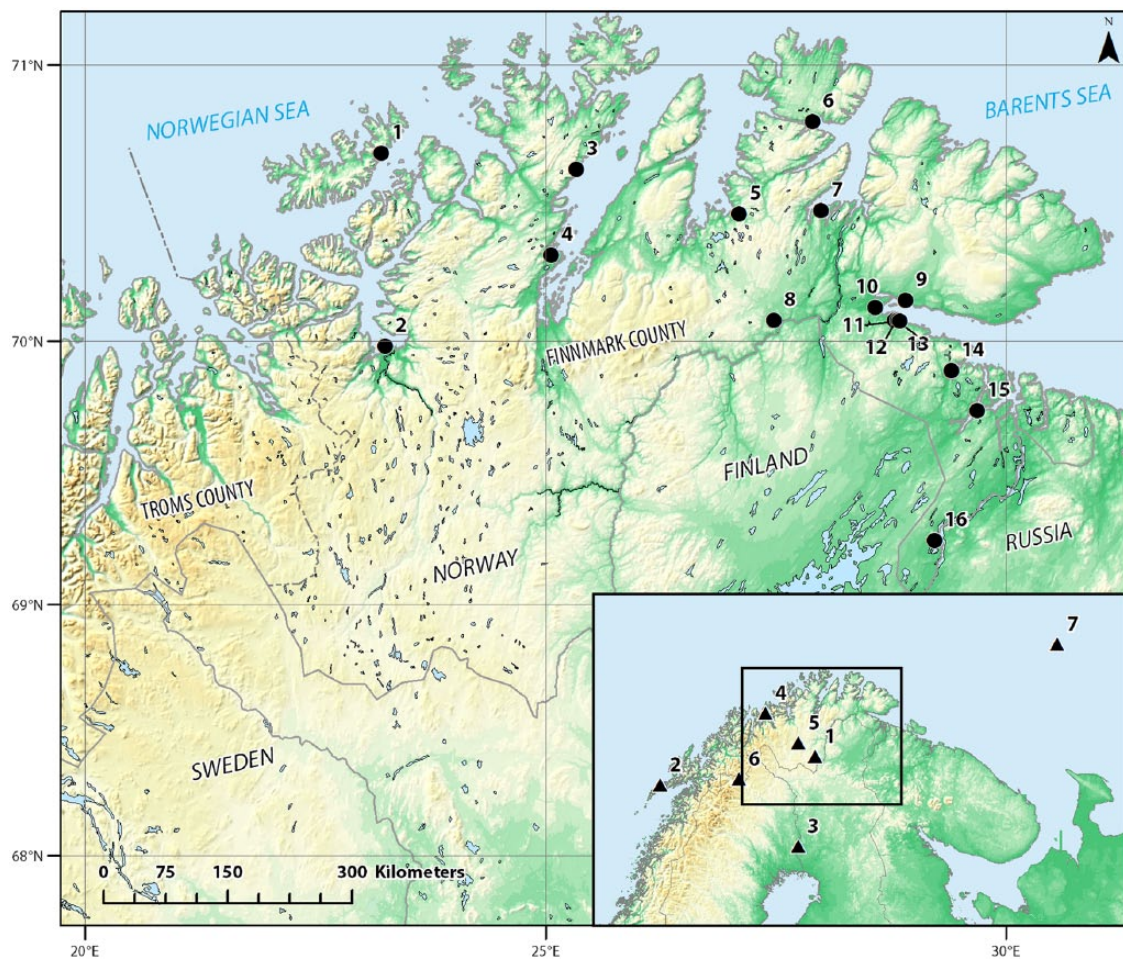 N
71°N
6
BARENTS SEA
NORWEGIAN SEA
1
3
5
7
4
9
10
8
FINNMARK COUNTY
11
70°N
2
12
13
14
15
FINLAND
TROMS COUNTY
16
RUSSIA
NORWAY
69°N
7
4
5
1
SWEDEN
6
2
3
68°N
0 75 150 300 Kilometers
20°E 25°E 30°E